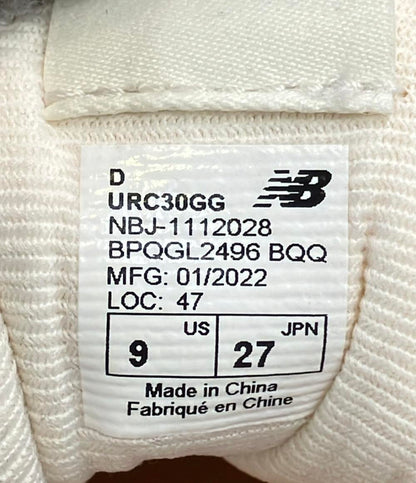 D
URC30GG
NB
NBJ-1112028
BPQGL2496 BQQ
MFG: 01/2022
LOC: 47
US JPN
9 27
Made in China
Fabriqué en Chine